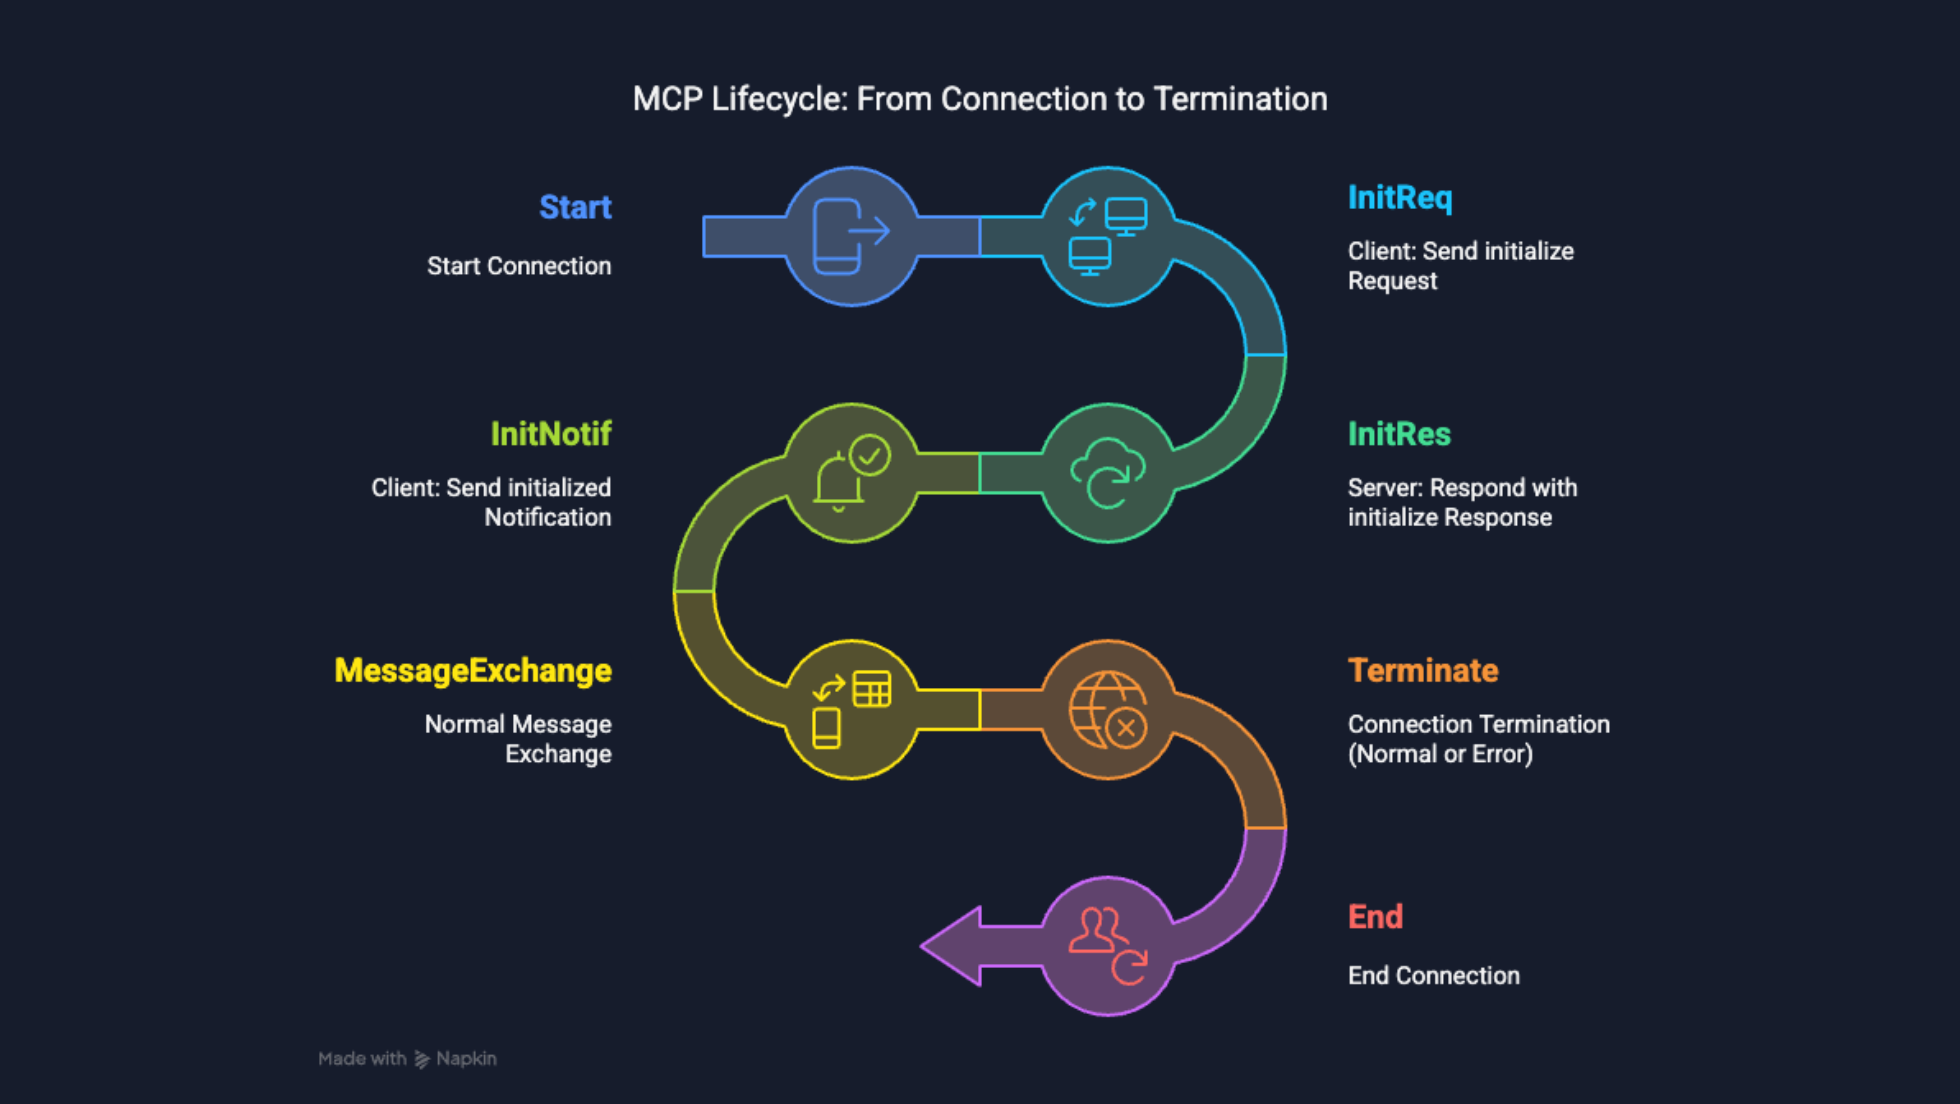 MCP Lifecycle: From Connection to Termination
Start
Start Connection
InitReq
Client: Send initialize
Request
InitRes
Server: Respond with
initialize Response
InitNotif
Client: Send initialized
Notification
MessageExchange
Normal Message
Exchange
Terminate
Connection Termination
(Normal or Error)
End
End Connection
Made with Napkin